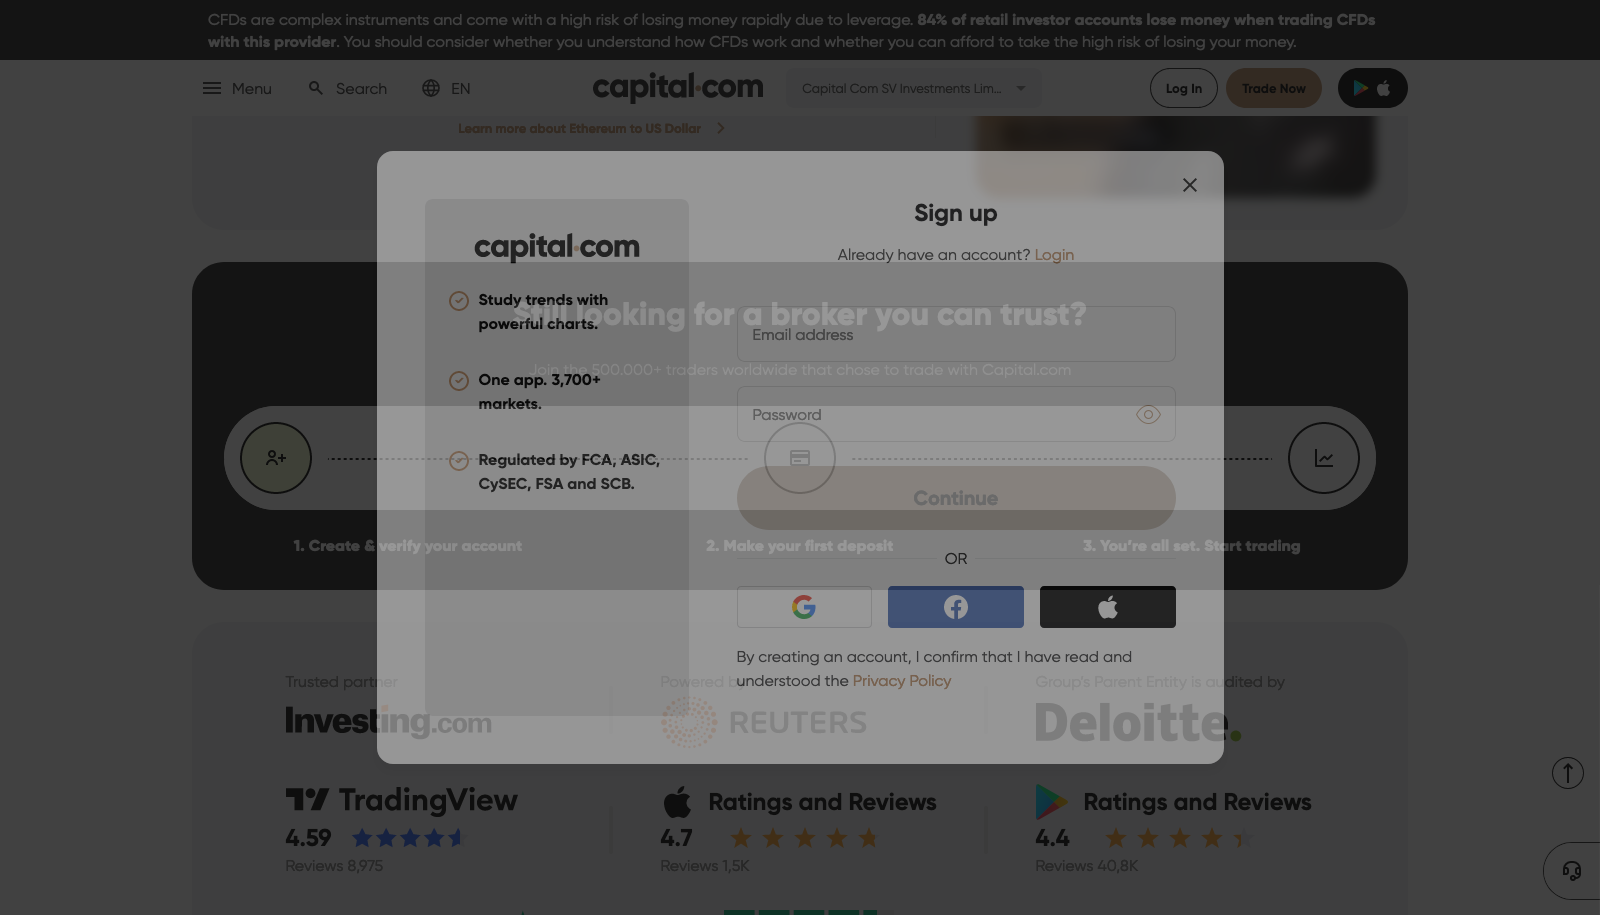 CFDs are complex instruments and come with a high risk of losing money rapidly due to leverage. 84% of retail investor accounts lose money when trading CFDs
with this provider. You should consider whether you understand how CFDs work and whether you can afford to take the high risk of losing your money.
Menu
Search
EN
capital.com
Capital Com SV Investments Lim...
Log In
Trade Now
Learn more about Ethereum to US Dollar
capital.com
Study trends with
powerful charts.
One app. 3,700+
markets.
Regulated by FCA, ASIC,
CySEC, FSA and SCB.
Sign up
Already have an account? Login
Email address
Password
Continue
OR
By creating an account, I confirm that I have read and
understood the Privacy Policy
Still looking for a broker you can trust?
Join the 500.000+ traders worldwide that chose to trade with Capital.com
1. Create & verify your account
2. Make your first deposit
3. You're all set. Start trading
Trusted partner
Investing.com
Powered by
REUTERS
Group's Parent Entity is audited by
Deloitte.
TradingView
4.59
Reviews 8,975
Ratings and Reviews
4.7
Reviews 1,5K
Ratings and Reviews
4.4
Reviews 40,8K